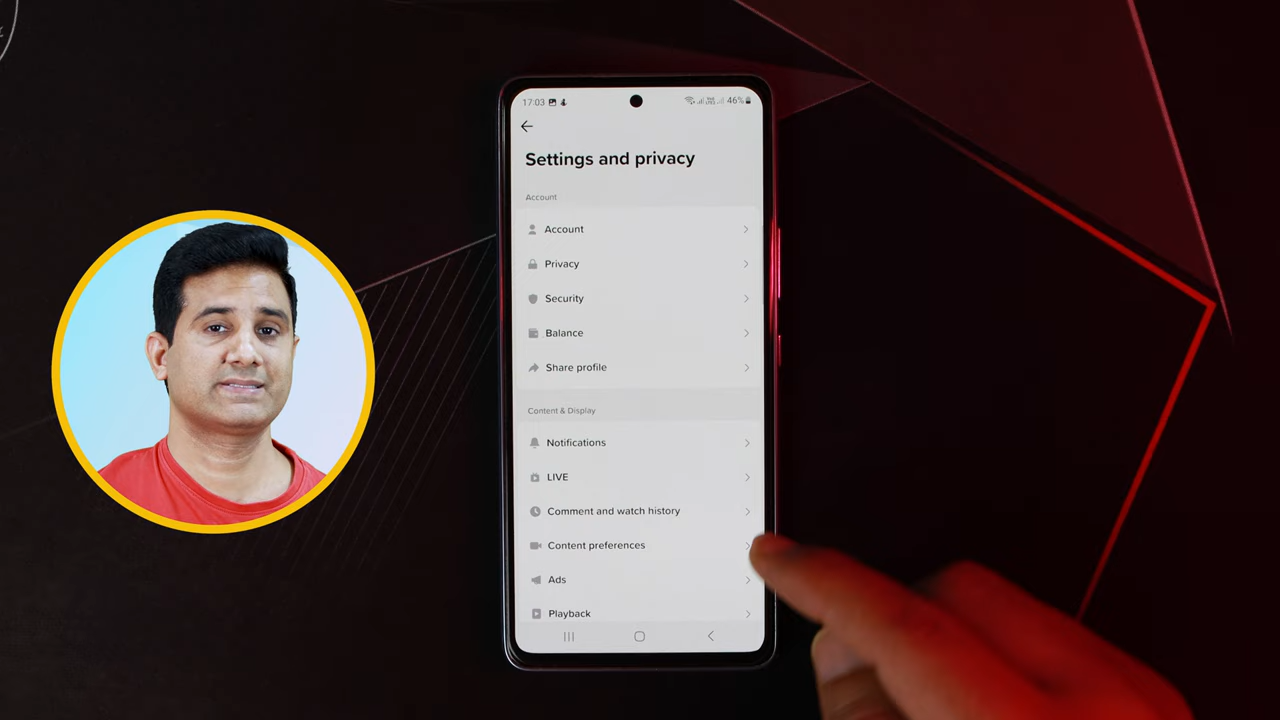 17:03 46%
Settings and privacy
Account
Account
Privacy
Security
Balance
Share profile
Content & Display
Notifications
LIVE
Comment and watch history
Content preferences
Ads
Playback